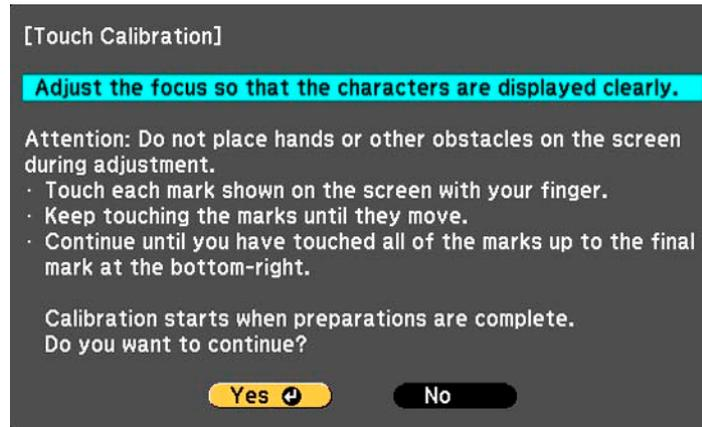 [Touch Calibration]
Adjust the focus so that the characters are displayed clearly.
Attention: Do not place hands or other obstacles on the screen
during adjustment.
· Touch each mark shown on the screen with your finger.
· Keep touching the marks until they move.
· Continue until you have touched all of the marks up to the final
mark at the bottom-right.
Calibration starts when preparations are complete.
Do you want to continue?
Yes No